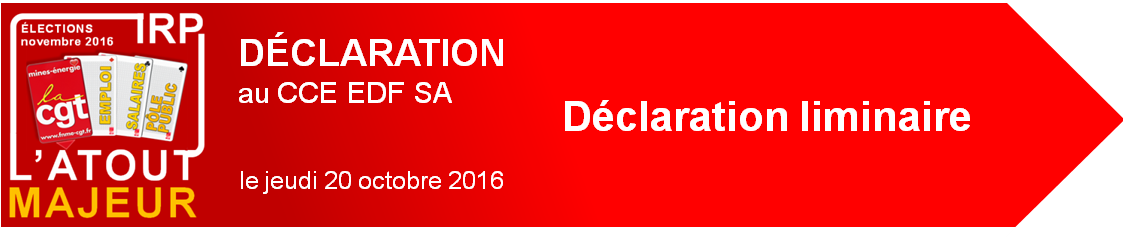 ÉLECTIONS
novembre 2016
IRP
mines-énergie
la
cgt
www.fnme-cgt.fr
EMPLOI
SALAIRES
PÔLE
PUBLIC
L'ATOUT
MAJEUR
DÉCLARATION
au CCE EDF SA
le jeudi 20 octobre 2016
Déclaration liminaire